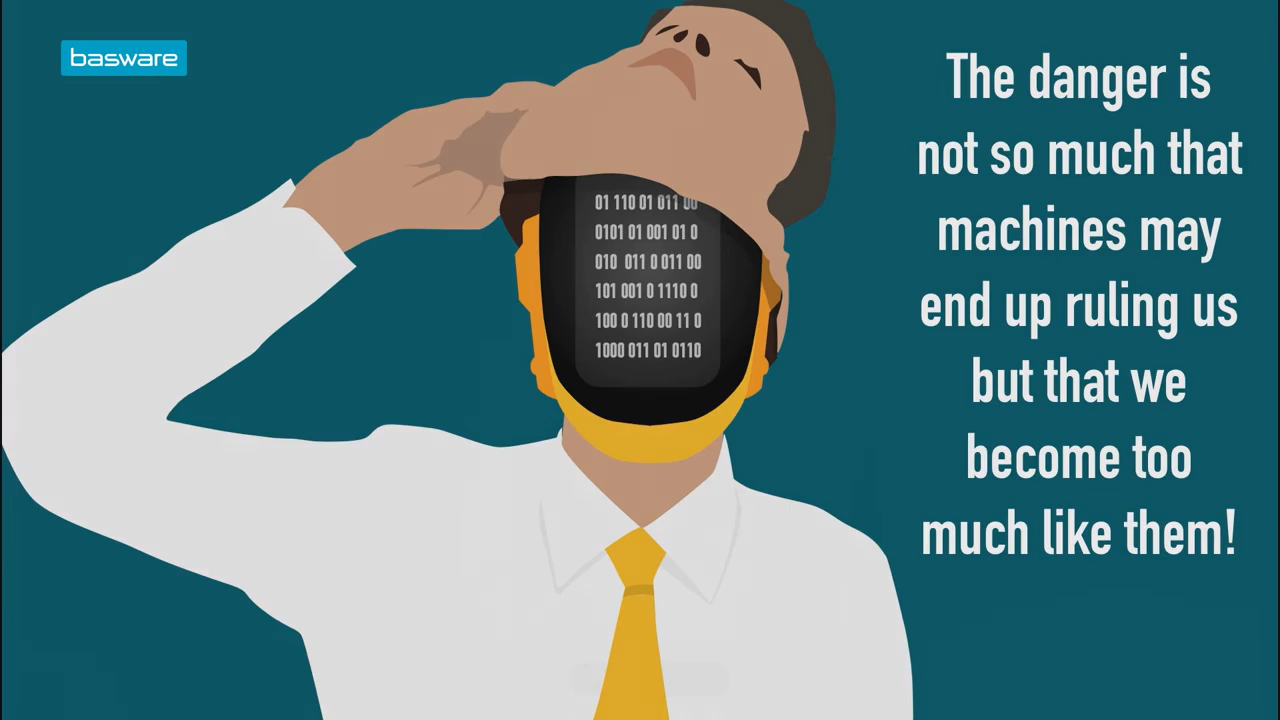 basware
The danger is
not so much that
machines may
end up ruling us
but that we
become too
much like them!
01 110 01 011 00
0101 01 001 01 0
010 011 0 011 00
101 001 0 1110 0
100 0 110 00 11 0
1000 011 01 0110